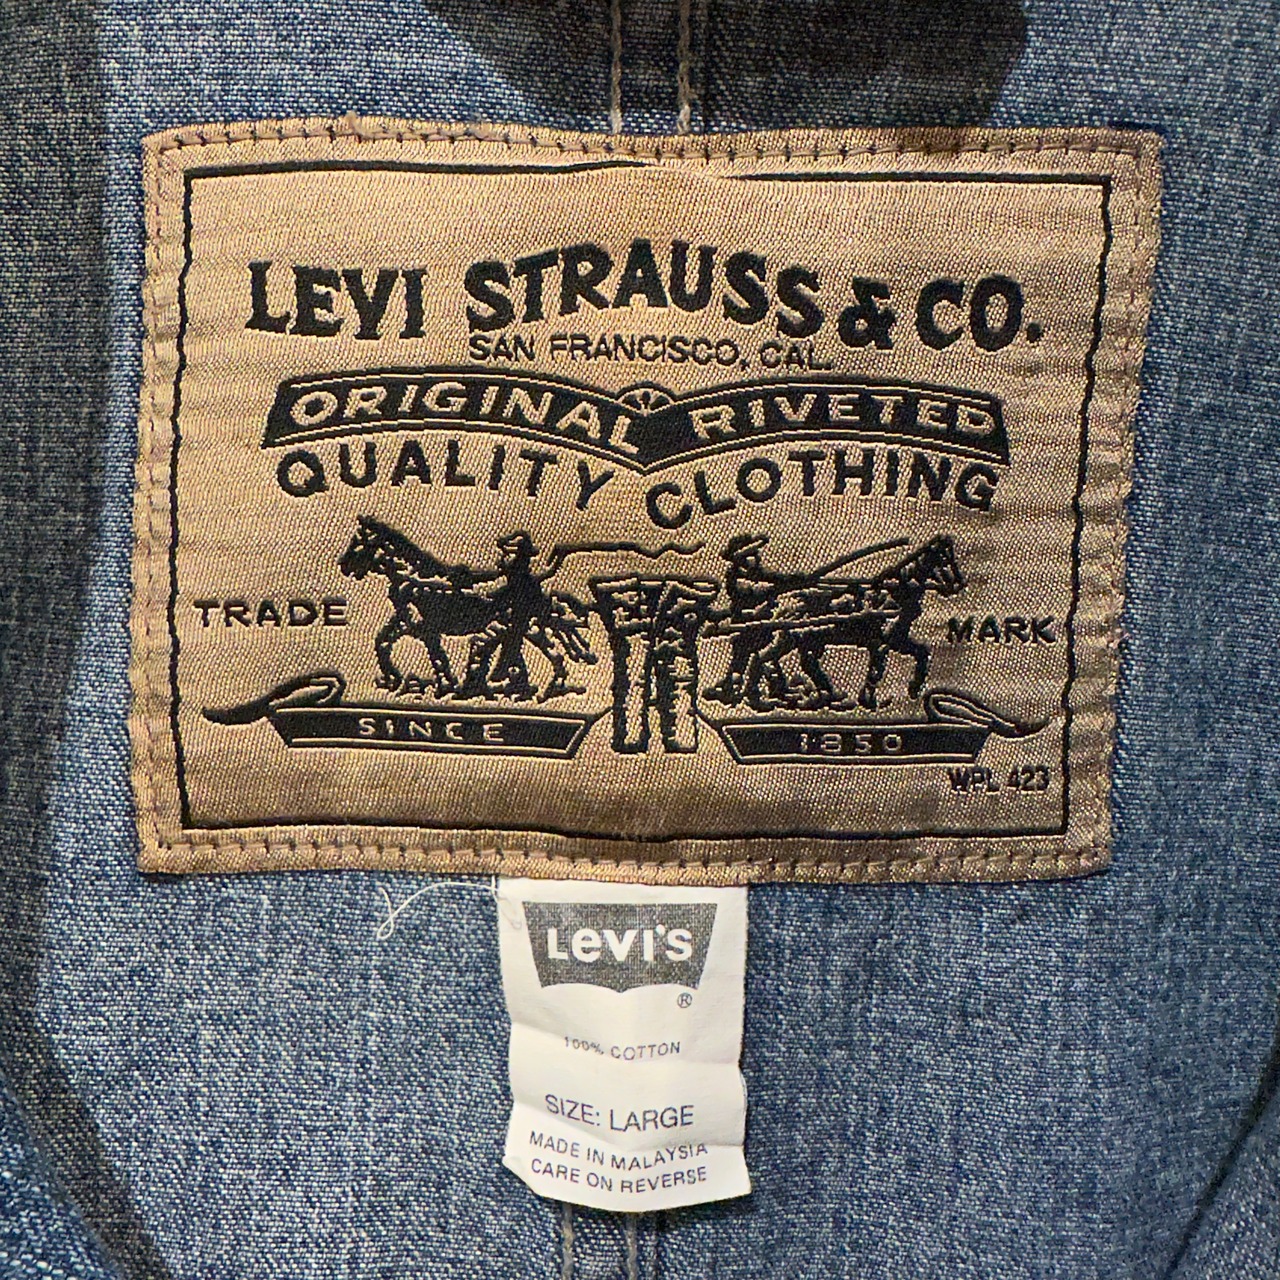 LEVI STRAUSS & CO.
SAN FRANCISCO, CAL.
ORIGINAL RIVETED
QUALITY CLOTHING
TRADE MARK
SINCE 1850
WPL 423
Levi's
®
100% COTTON
SIZE: LARGE
MADE IN MALAYSIA
CARE ON REVERSE